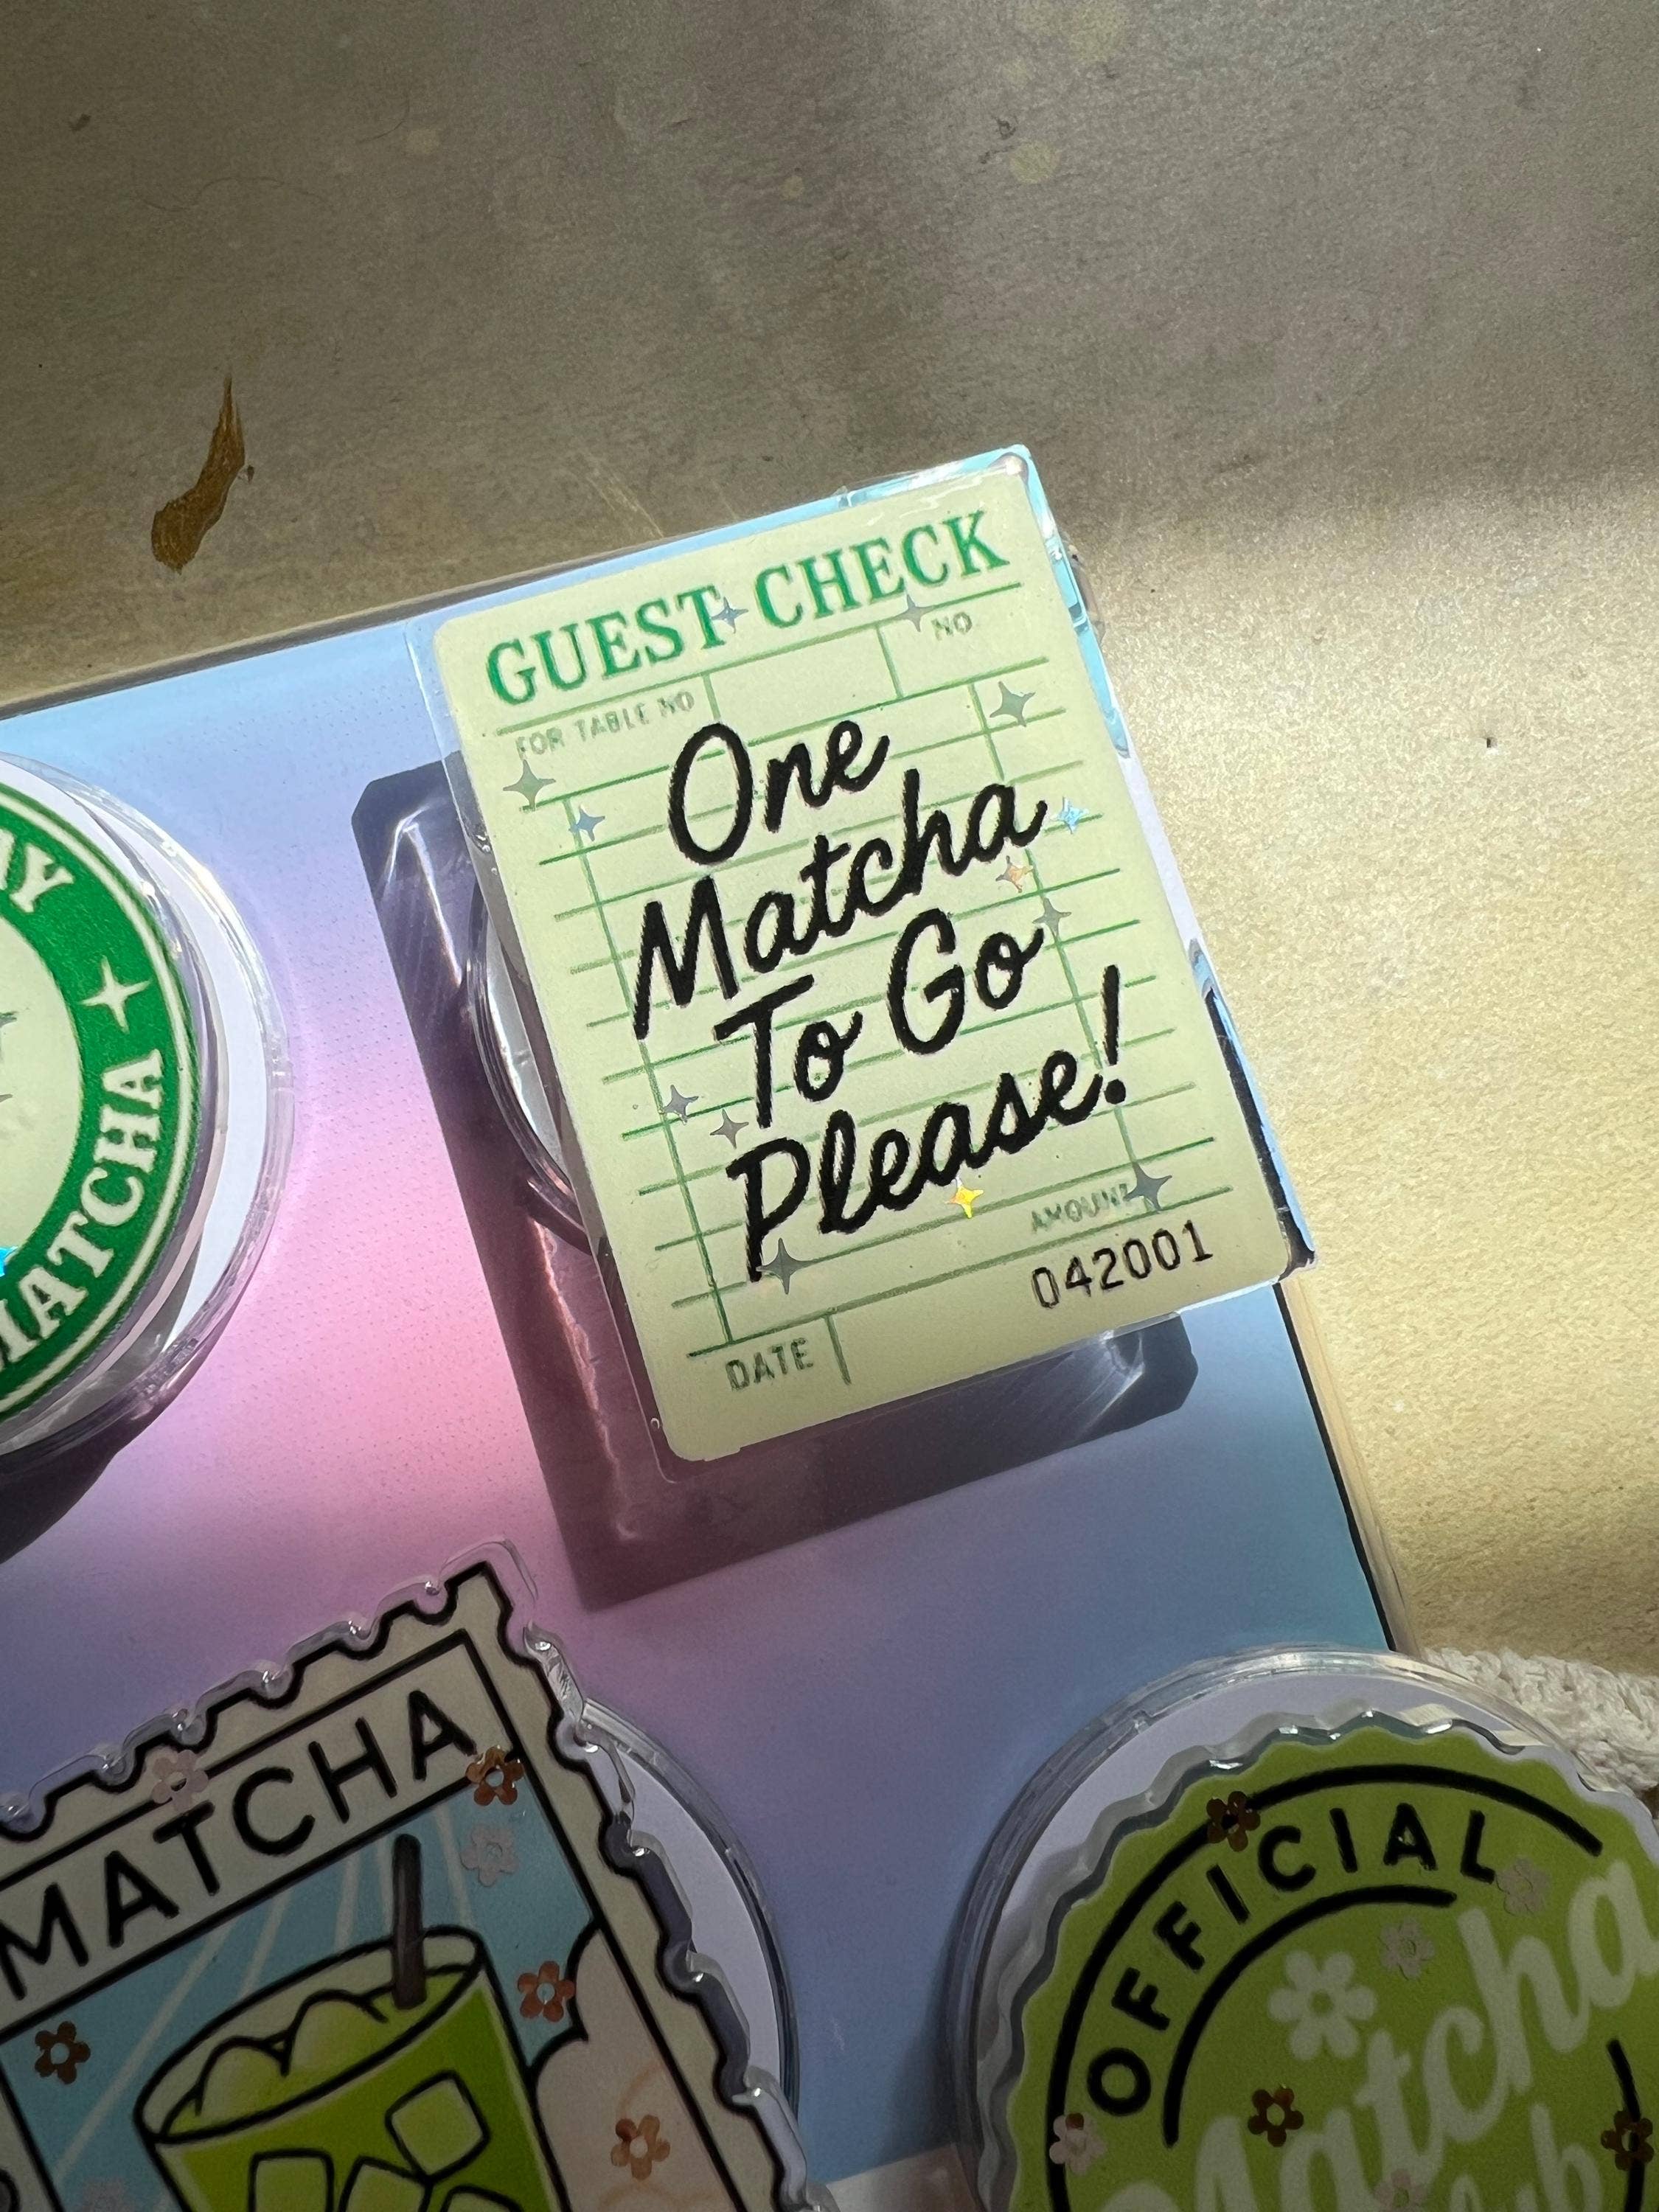 GUEST CHECK
FOR TABLE NO
NO
One
Matcha
To Go
Please!
AMOUNT
042001
DATE
MATCHA
MATCHA
OFFICIAL
Matcha